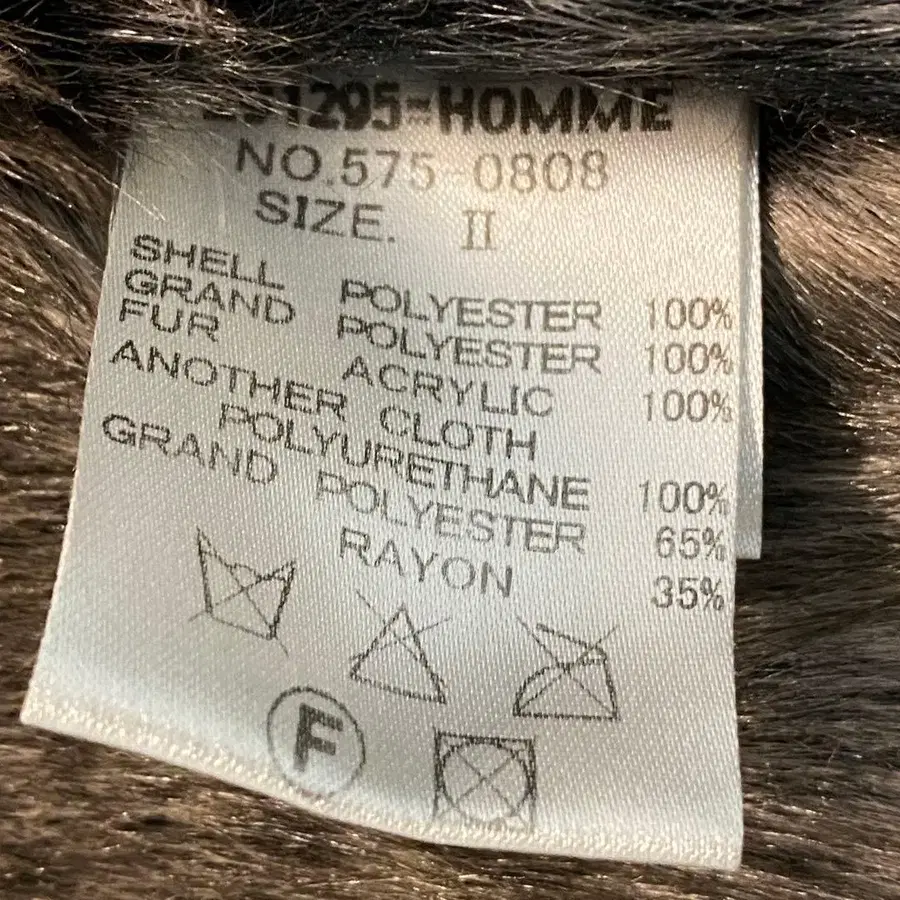 1295=HOMME
NO.575-0808
SIZE. II
SHELL POLYESTER 100%
GRAND POLYESTER 100%
FUR ACRYLIC 100%
ANOTHER CLOTH
POLYURETHANE 100%
GRAND POLYESTER 65%
RAYON 35%
F